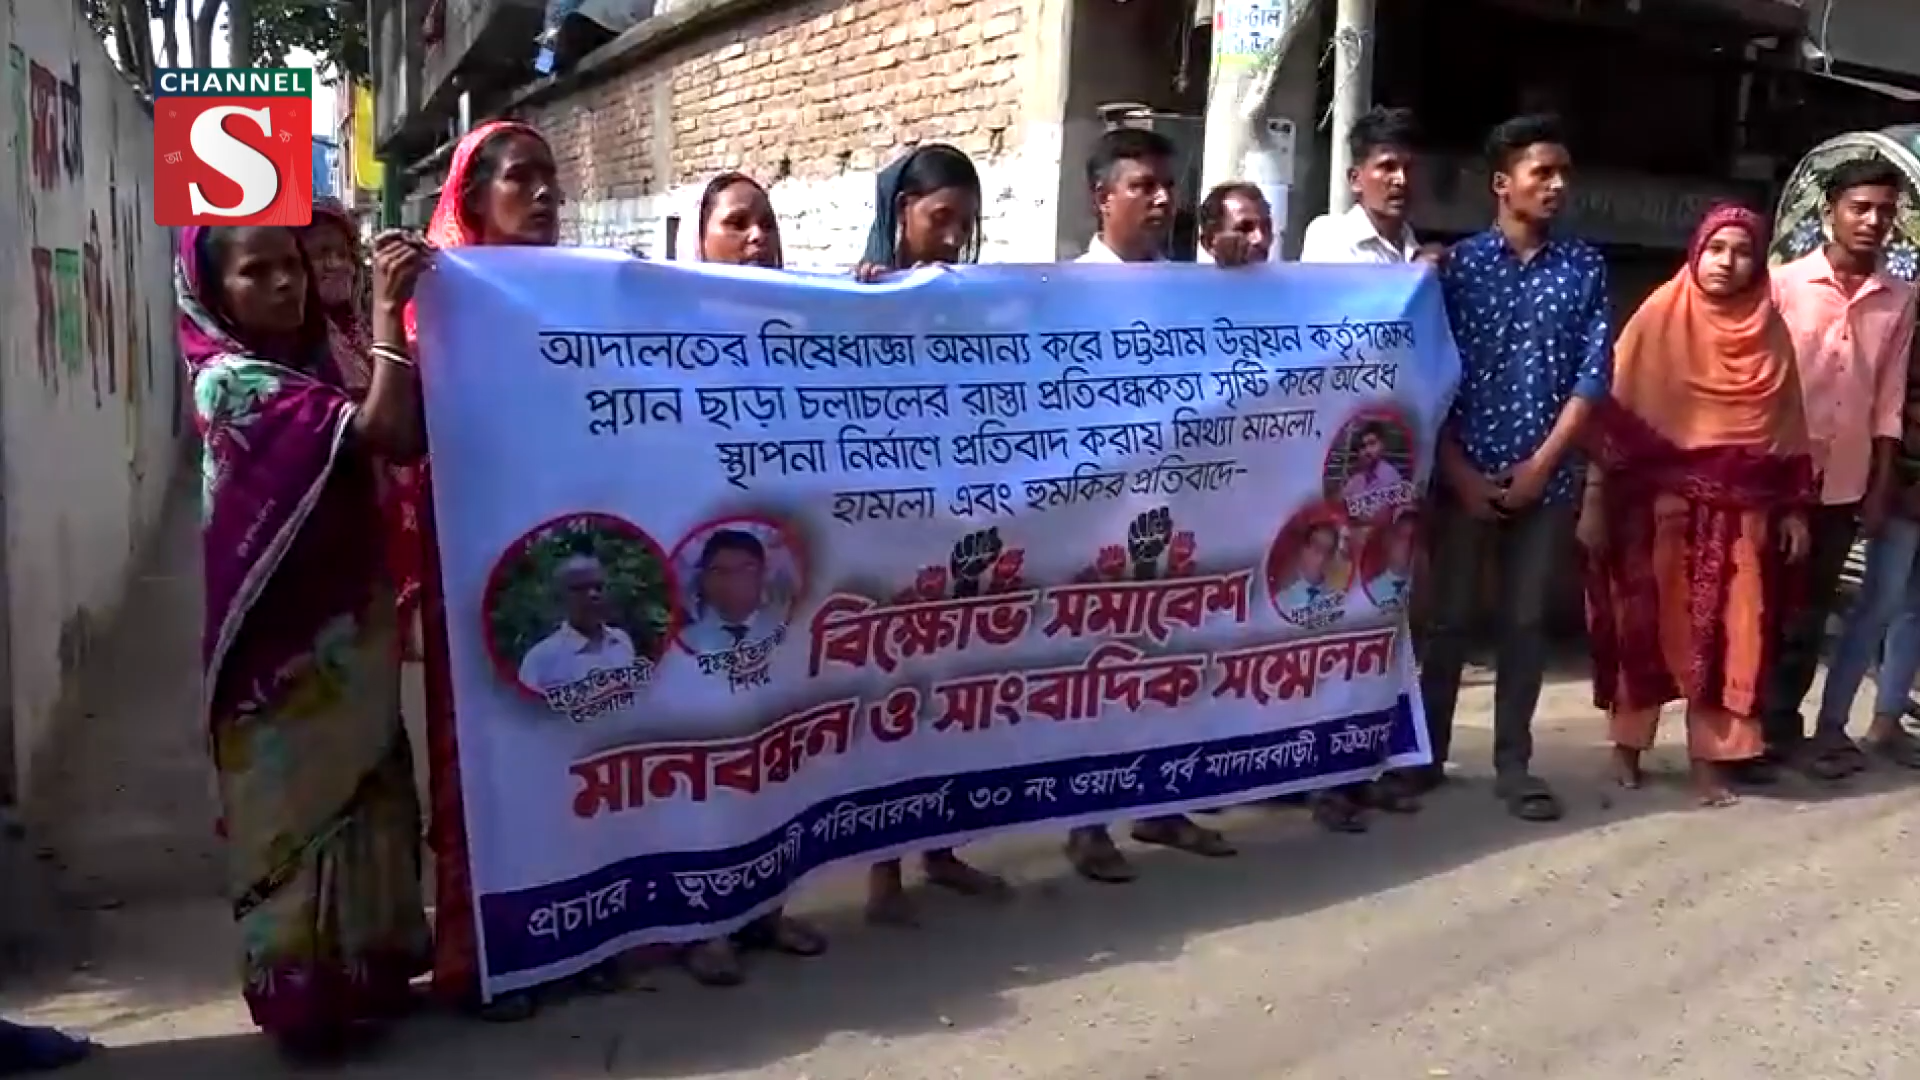 CHANNEL
S
আদালতের নিষেধাজ্ঞা অমান্য করে চট্টগ্রাম উন্নয়ন কর্তৃপক্ষের
প্ল্যান ছাড়া চলাচলের রাস্তা প্রতিবন্ধকতা সৃষ্টি করে অবৈধ
স্থাপনা নির্মাণে প্রতিবাদ করায় মিথ্যা মামলা,
হামলা এবং হুমকির প্রতিবাদে-
বিক্ষোভ সমাবেশ
মানবন্ধন ও সাংবাদিক সম্মেলন
দুঃস্কৃতিকারী
দুঃস্কৃতিকারী
প্রচারে : ভুক্তভোগী পরিবারবর্গ, ৩০ নং ওয়ার্ড, পূর্ব মাদারবাড়ী, চট্টগ্রাম